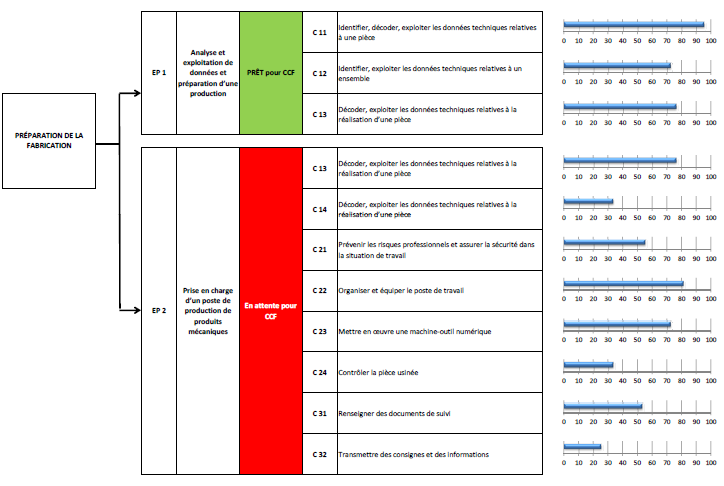 PRÉPARATION DE LA
FABRICATION
EP 1
Analyse et
exploitation de
données et
préparation d'une
production
PRÊT pour CCF
C 11
Identifier, décoder, exploiter les données techniques relatives
à une pièce
0 10 20 30 40 50 60 70 80 90 100
C 12
Identifier, exploiter les données techniques relatives à un
ensemble
0 10 20 30 40 50 60 70 80 90 100
C 13
Décoder, exploiter les données techniques relatives à la
réalisation d'une pièce
0 10 20 30 40 50 60 70 80 90 100
EP 2
Prise en charge
d'un poste de
production de
produits
mécaniques
En attente pour
CCF
C 13
Décoder, exploiter les données techniques relatives à la
réalisation d'une pièce
0 10 20 30 40 50 60 70 80 90 100
C 14
Décoder, exploiter les données techniques relatives à la
réalisation d'une pièce
0 10 20 30 40 50 60 70 80 90 100
C 21
Prévenir les risques professionnels et assurer la sécurité dans
la situation de travail
0 10 20 30 40 50 60 70 80 90 100
C 22
Organiser et équiper le poste de travail
0 10 20 30 40 50 60 70 80 90 100
C 23
Mettre en œuvre une machine-outil numérique
0 10 20 30 40 50 60 70 80 90 100
C 24
Contrôler la pièce usinée
0 10 20 30 40 50 60 70 80 90 100
C 31
Renseigner des documents de suivi
0 10 20 30 40 50 60 70 80 90 100
C 32
Transmettre des consignes et des informations
0 10 20 30 40 50 60 70 80 90 100